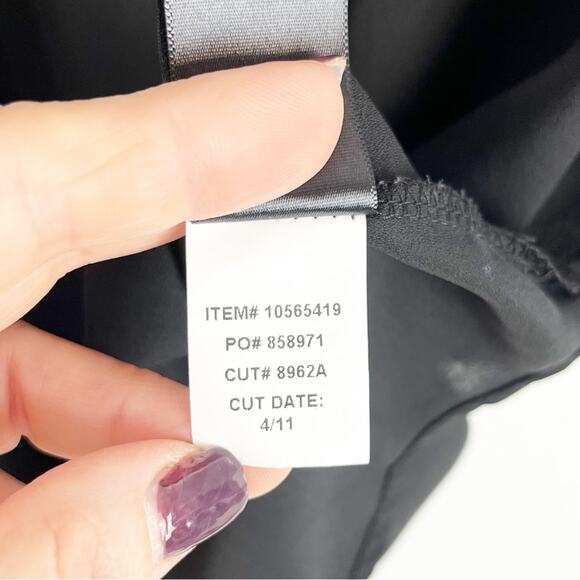 ITEM# 10565419
PO# 858971
CUT# 8962A
CUT DATE:
4/11